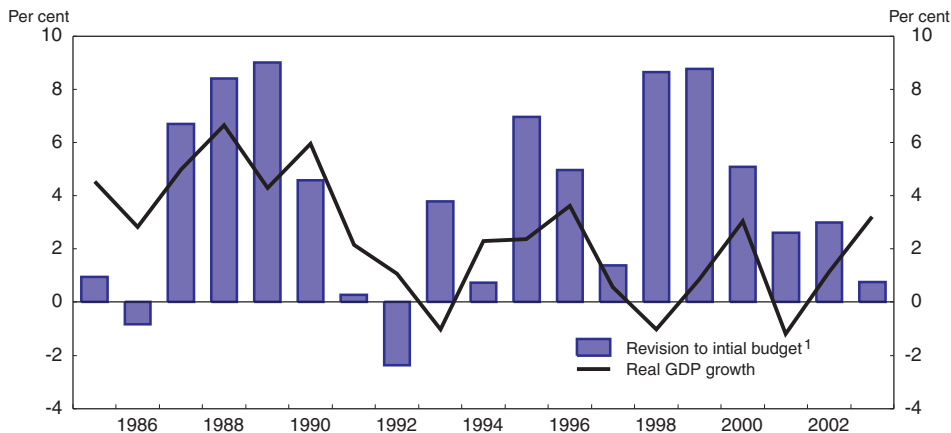 Per cent Per cent
10 10
8 8
6 6
4 4
2 2
0 0
-2 -2
-4 -4
Revision to intial budget 1
Real GDP growth
1986 1988 1990 1992 1994 1996 1998 2000 2002